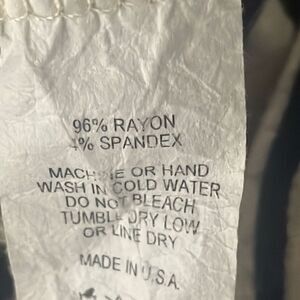 96% RAYON
4% SPANDEX
MACHINE OR HAND
WASH IN COLD WATER
DO NOT BLEACH
TUMBLE DRY LOW
OR LINE DRY
MADE IN U.S.A.